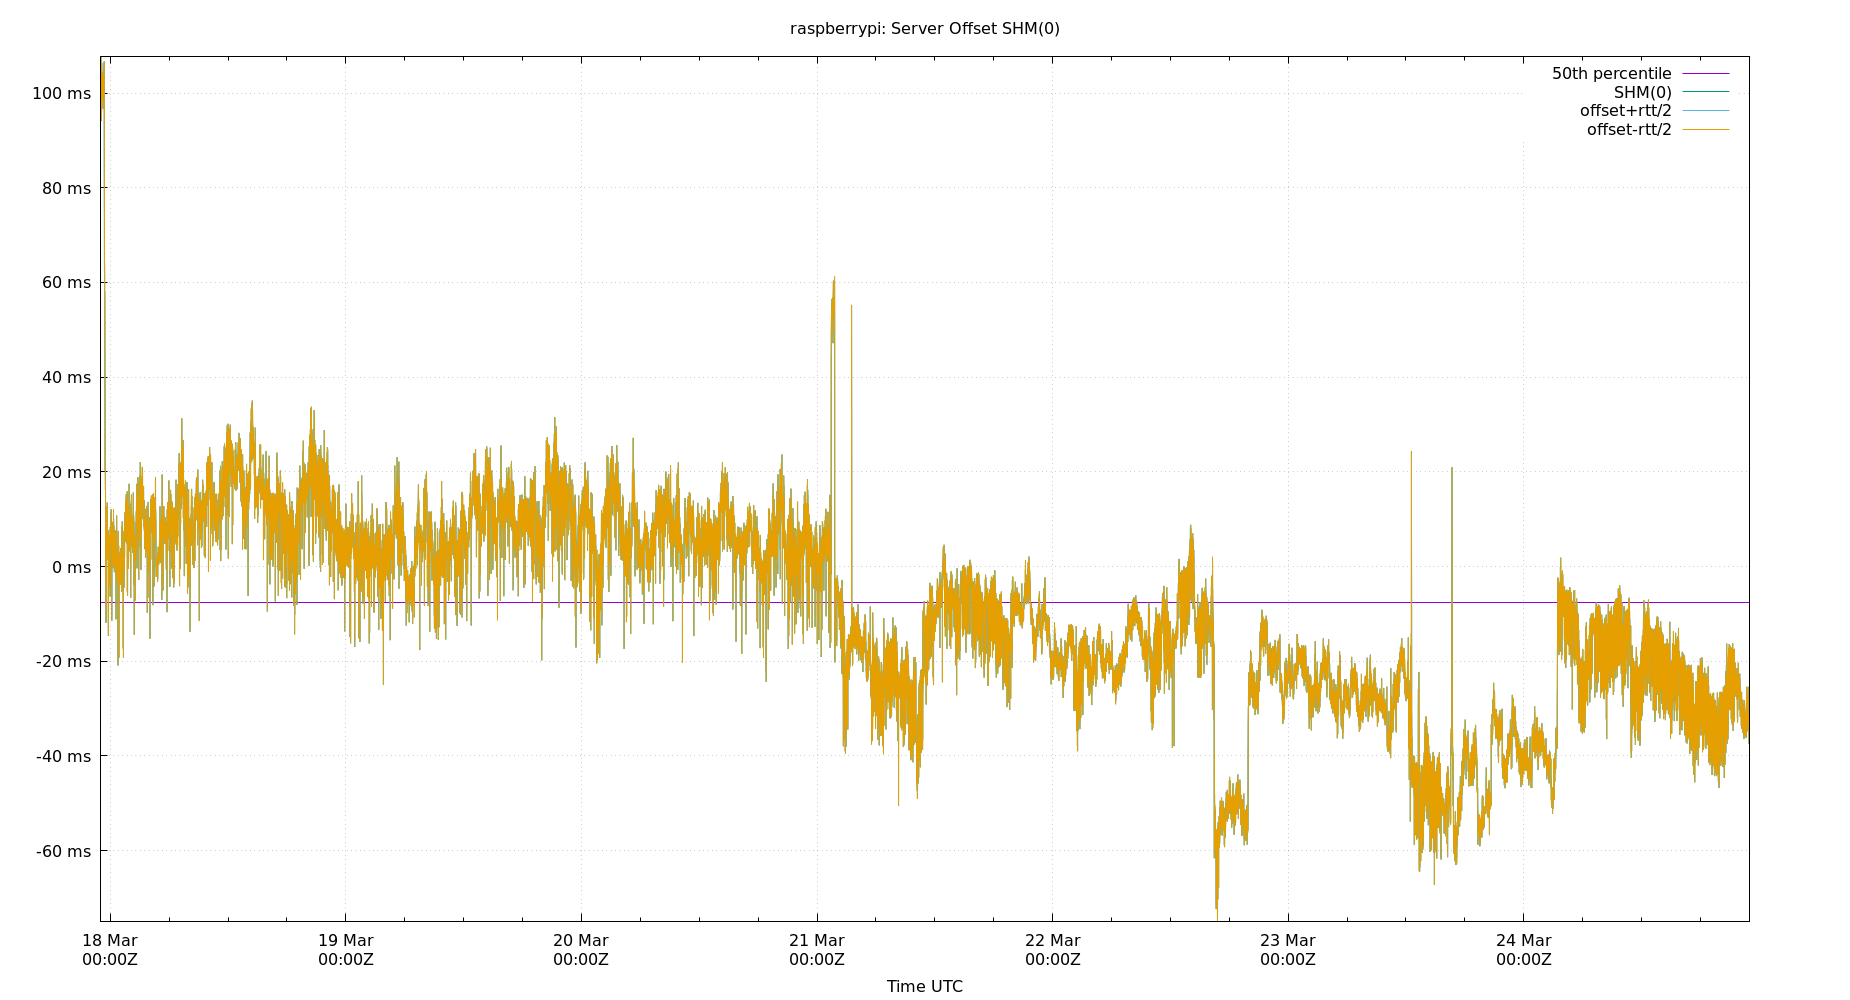 raspberrypi: Server Offset SHM(0)
50th percentile
SHM(0)
offset+rtt/2
offset-rtt/2
100 ms
80 ms
60 ms
40 ms
20 ms
0 ms
-20 ms
-40 ms
-60 ms
18 Mar 19 Mar 20 Mar 21 Mar 22 Mar 23 Mar 24 Mar
00:00Z 00:00Z 00:00Z 00:00Z 00:00Z 00:00Z 00:00Z
Time UTC